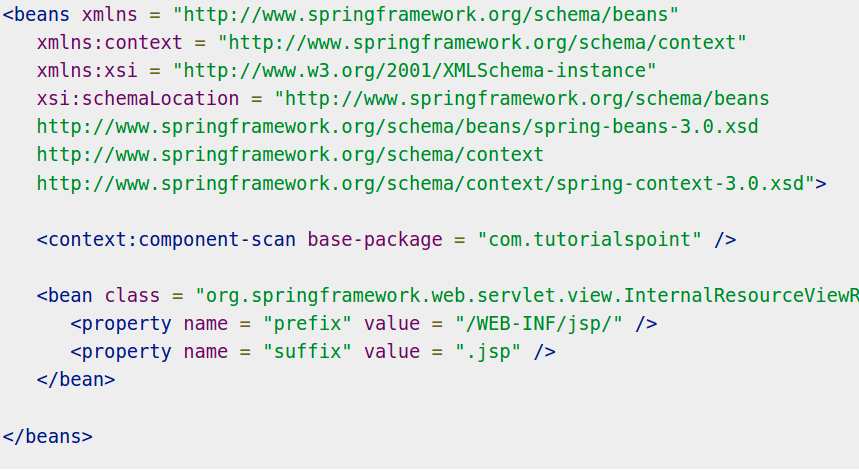 <beans xmlns = "http://www.springframework.org/schema/beans"
   xmlns:context = "http://www.springframework.org/schema/context"
   xmlns:xsi = "http://www.w3.org/2001/XMLSchema-instance"
   xsi:schemaLocation = "http://www.springframework.org/schema/beans
   http://www.springframework.org/schema/beans/spring-beans-3.0.xsd
   http://www.springframework.org/schema/context
   http://www.springframework.org/schema/context/spring-context-3.0.xsd">
   <context:component-scan base-package = "com.tutorialspoint" />
   <bean class = "org.springframework.web.servlet.view.InternalResourceViewR
      <property name = "prefix" value = "/WEB-INF/jsp/" />
      <property name = "suffix" value = ".jsp" />
   </bean>
</beans>